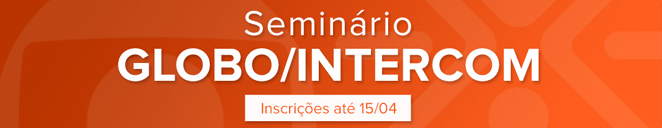 Seminário
GLOBO/INTERCOM
Inscrições até 15/04